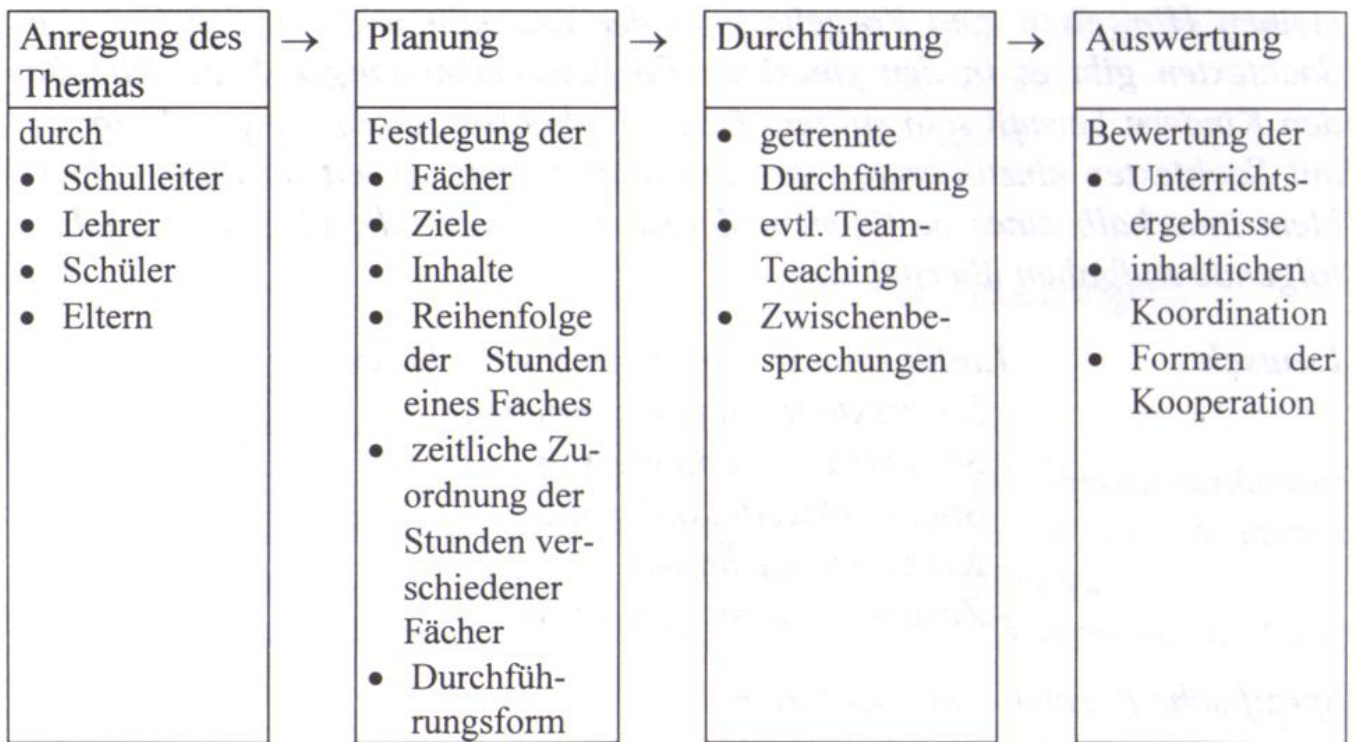 Anregung des
Themas
durch
• Schulleiter
• Lehrer
• Schüler
• Eltern
→
Planung
Festlegung der
• Fächer
• Ziele
• Inhalte
• Reihenfolge
der Stunden
eines Faches
• zeitliche Zu-
ordnung der
Stunden ver-
schiedener
Fächer
• Durchfüh-
rungsform
→
Durchführung
• getrennte
Durchführung
• evtl. Team-
Teaching
• Zwischenbe-
sprechungen
→
Auswertung
Bewertung der
• Unterrichts-
ergebnisse
• inhaltlichen
Koordination
• Formen der
Kooperation